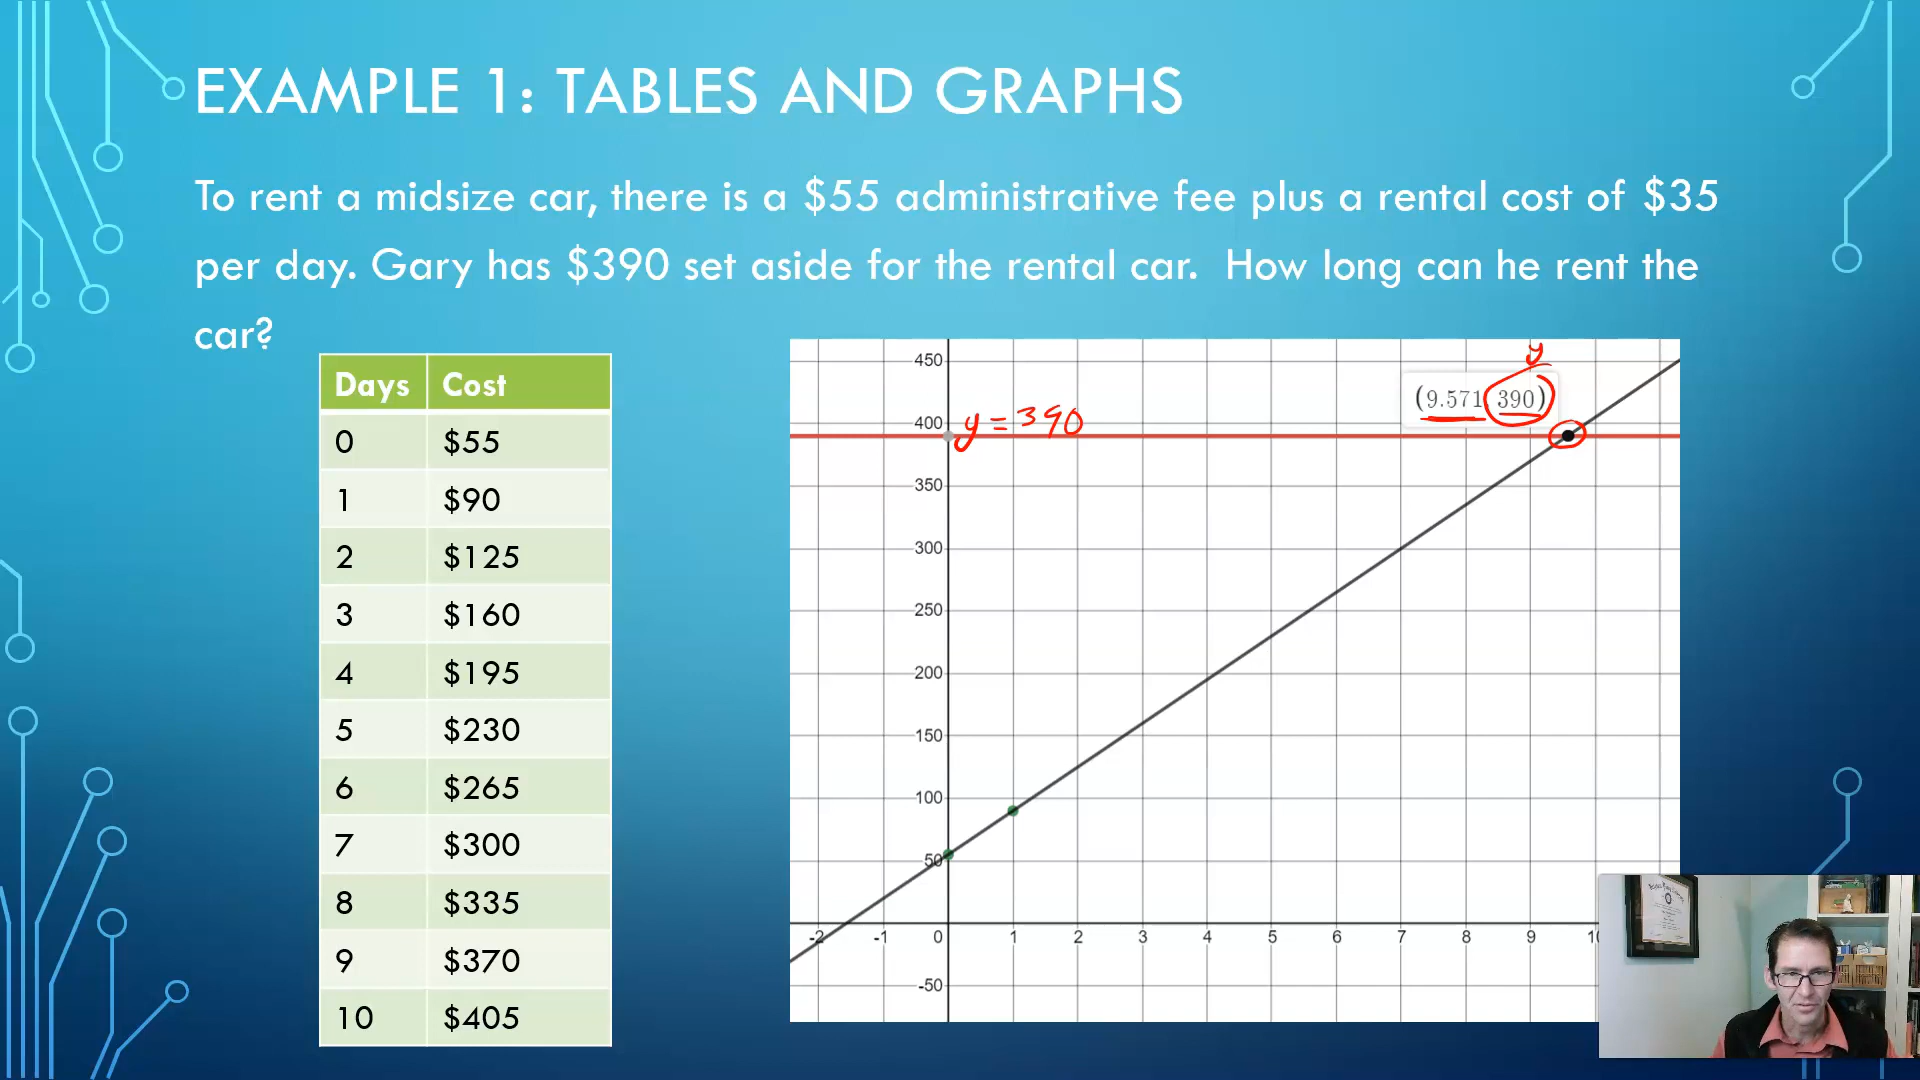 EXAMPLE 1: TABLES AND GRAPHS
To rent a midsize car, there is a $55 administrative fee plus a rental cost of $35
per day. Gary has $390 set aside for the rental car. How long can he rent the
car?
Days Cost
0 $55
1 $90
2 $125
3 $160
4 $195
5 $230
6 $265
7 $300
8 $335
9 $370
10 $405
y
(9.571, 390)
y = 390
450
400
350
300
250
200
150
100
50
-2 -1 0 1 2 3 4 5 6 7 8 9 10
-50